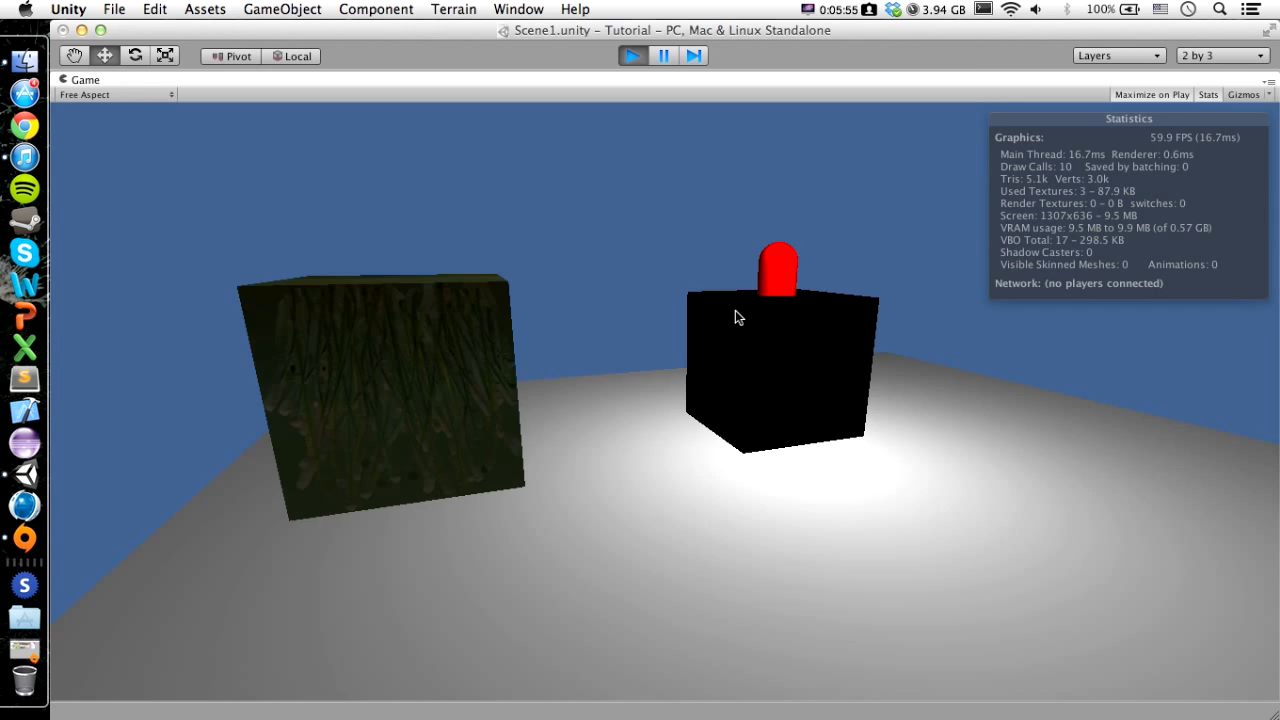 Unity File Edit Assets GameObject Component Terrain Window Help 0:05:55 3.94 GB 100%
Scene1.unity - Tutorial - PC, Mac & Linux Standalone
Pivot Local Layers 2 by 3
Game
Free Aspect Maximize on Play Stats Gizmos
Statistics
Graphics: 59.9 FPS (16.7ms)
Main Thread: 16.7ms Renderer: 0.6ms
Draw Calls: 10 Saved by batching: 0
Tris: 5.1k Verts: 3.0k
Used Textures: 3 - 87.9 KB
Render Textures: 0 - 0 B switches: 0
Screen: 1307x636 - 9.5 MB
VRAM usage: 9.5 MB to 9.9 MB (of 0.57 GB)
VBO Total: 17 - 298.5 KB
Shadow Casters: 0
Visible Skinned Meshes: 0 Animations: 0
Network: (no players connected)